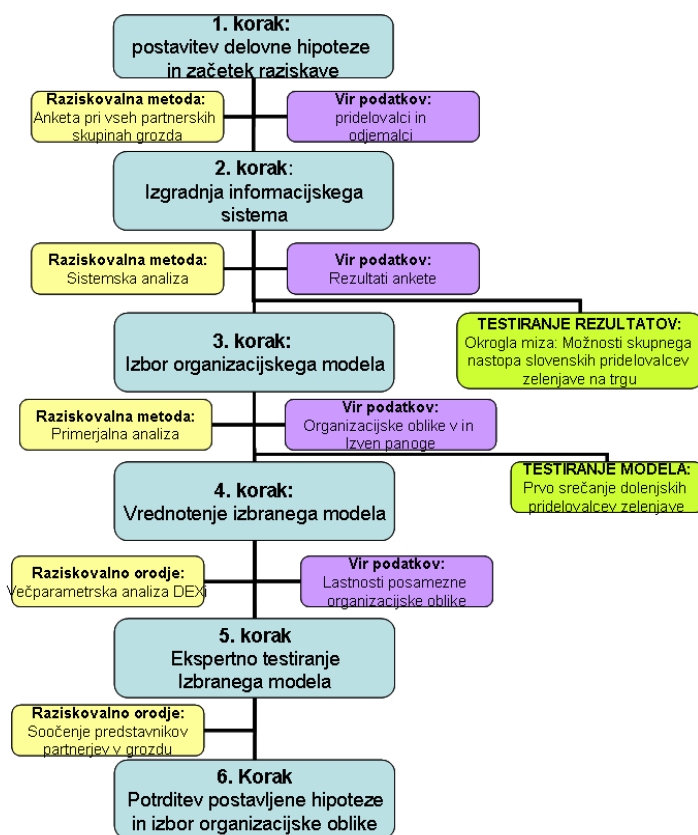 1. korak:
postavitev delovne hipoteze
in začetek raziskave
Raziskovalna metoda:
Anketa pri vseh partnerskih
skupinah grozda
Vir podatkov:
pridelovalci in
odjemalci
2. korak:
Izgradnja informacijskega
sistema
Raziskovalna metoda:
Sistemska analiza
Vir podatkov:
Rezultati ankete
TESTIRANJE REZULTATOV:
Okrogla miza: Možnosti skupnega
nastopa slovenskih pridelovalcev
zelenjave na trgu
3. korak:
Izbor organizacijskega modela
Raziskovalna metoda:
Primerjalna analiza
Vir podatkov:
Organizacijske oblike v in
Izven panoge
TESTIRANJE MODELA:
Prvo srečanje dolenjskih
pridelovalcev zelenjave
4. korak:
Vrednotenje izbranega modela
Raziskovalno orodje:
Večparametrska analiza DEXi
Vir podatkov:
Lastnosti posamezne
organizacijske oblike
5. korak
Ekspertno testiranje
Izbranega modela
Raziskovalno orodje:
Soočenje predstavnikov
partnerjev v grozdu
6. Korak
Potrditev postavljene hipoteze
in izbor organizacijske oblike